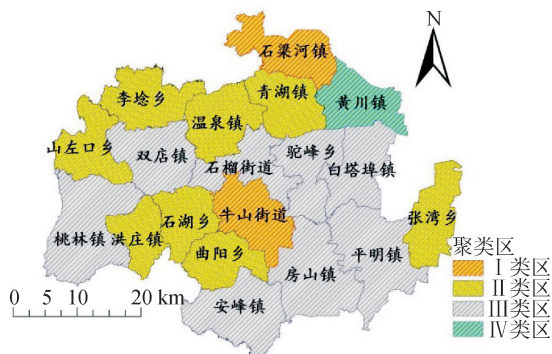 N
石梁河镇
李埝乡
青湖镇
黄川镇
温泉镇
山左口乡
双店镇
石榴街道
驼峰乡
白塔埠镇
桃林镇
洪庄镇
石湖乡
牛山街道
张湾乡
曲阳乡
平明镇
房山镇
安峰镇
0 10 20 km
聚类区
Ⅰ类区
Ⅱ类区
Ⅲ类区
Ⅳ类区